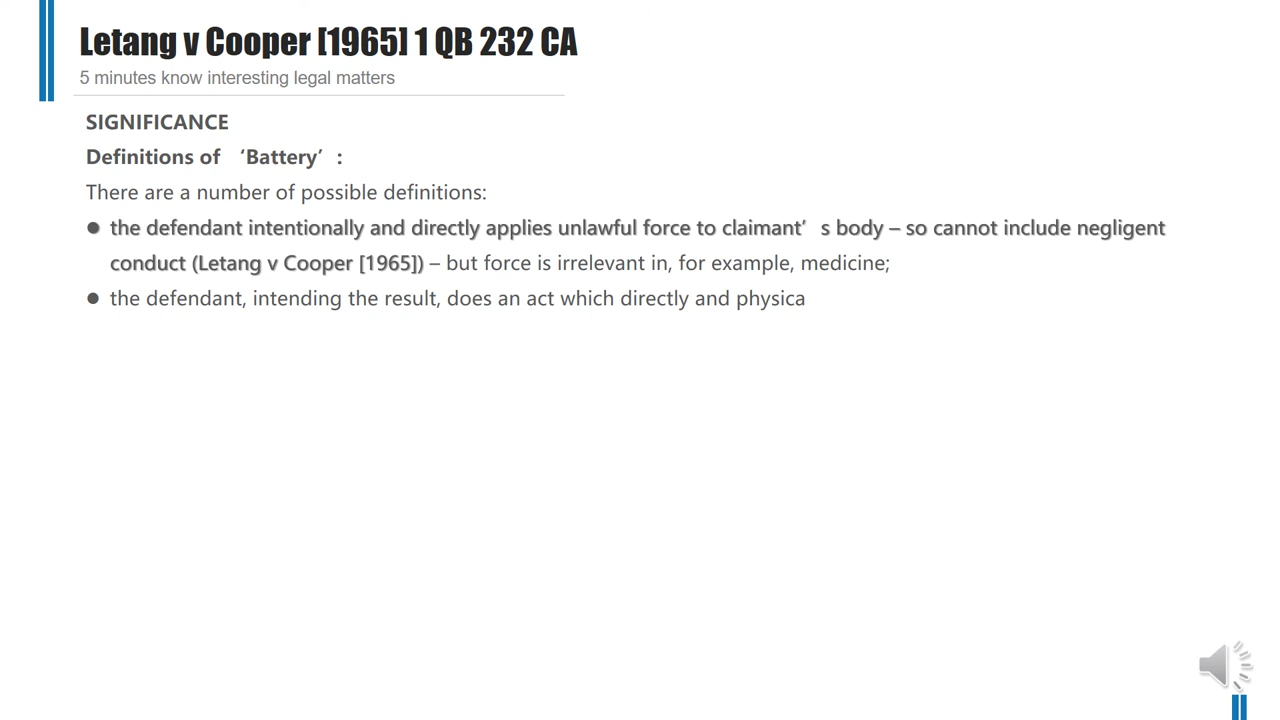 Letang v Cooper [1965] 1 QB 232 CA
5 minutes know interesting legal matters
SIGNIFICANCE
Definitions of ‘Battery’ :
There are a number of possible definitions:
● the defendant intentionally and directly applies unlawful force to claimant’ s body – so cannot include negligent
conduct (Letang v Cooper [1965]) – but force is irrelevant in, for example, medicine;
● the defendant, intending the result, does an act which directly and physica